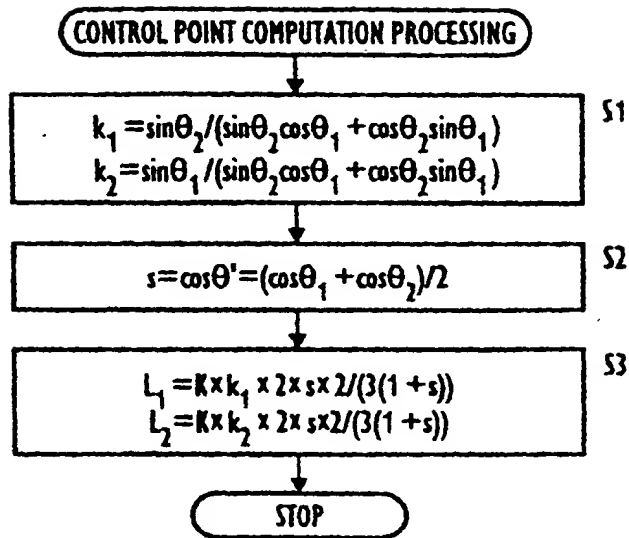 CONTROL POINT COMPUTATION PROCESSING
S1
k₁=sinθ₂/(sinθ₂cosθ₁+cosθ₂sinθ₁)
k₂=sinθ₁/(sinθ₂cosθ₁+cosθ₂sinθ₁)
S2
s=cosθ'=(cosθ₁+cosθ₂)/2
S3
L₁=K×k₁×2×s×2/(3(1+s))
L₂=K×k₂×2×s×2/(3(1+s))
STOP